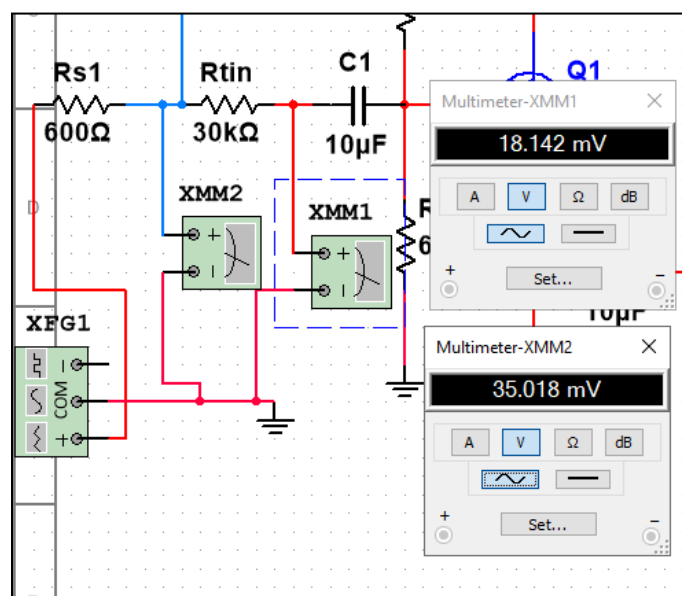 Rs1
600Ω
Rtin
30kΩ
C1
10µF
Q1
XMM2
+
−
XMM1
+
−
R
6
D
XFG1
−
COM
+
10µF
Multimeter-XMM1
18.142 mV
A V Ω dB
Set...
+ −
Multimeter-XMM2
35.018 mV
A V Ω dB
Set...
+ −